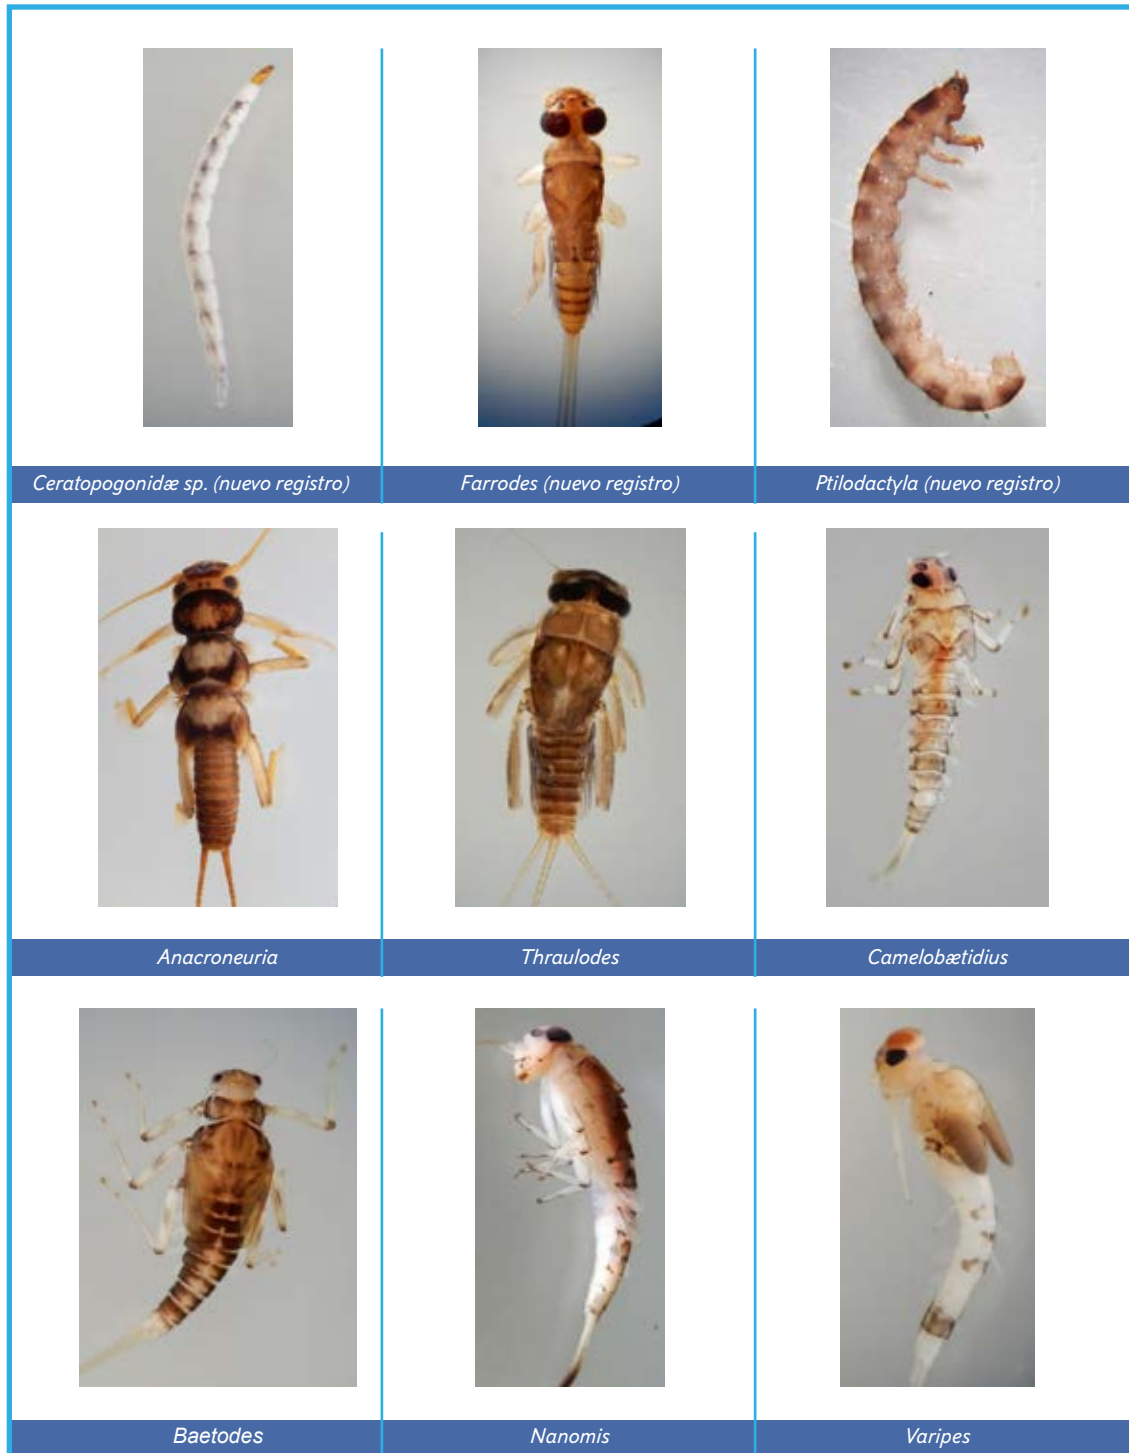 Ceratopogonidæ sp. (nuevo registro)
Farrodes (nuevo registro)
Ptilodactyla (nuevo registro)
Anacroneuria
Thraulodes
Camelobætidius
Baetodes
Nanomis
Varipes